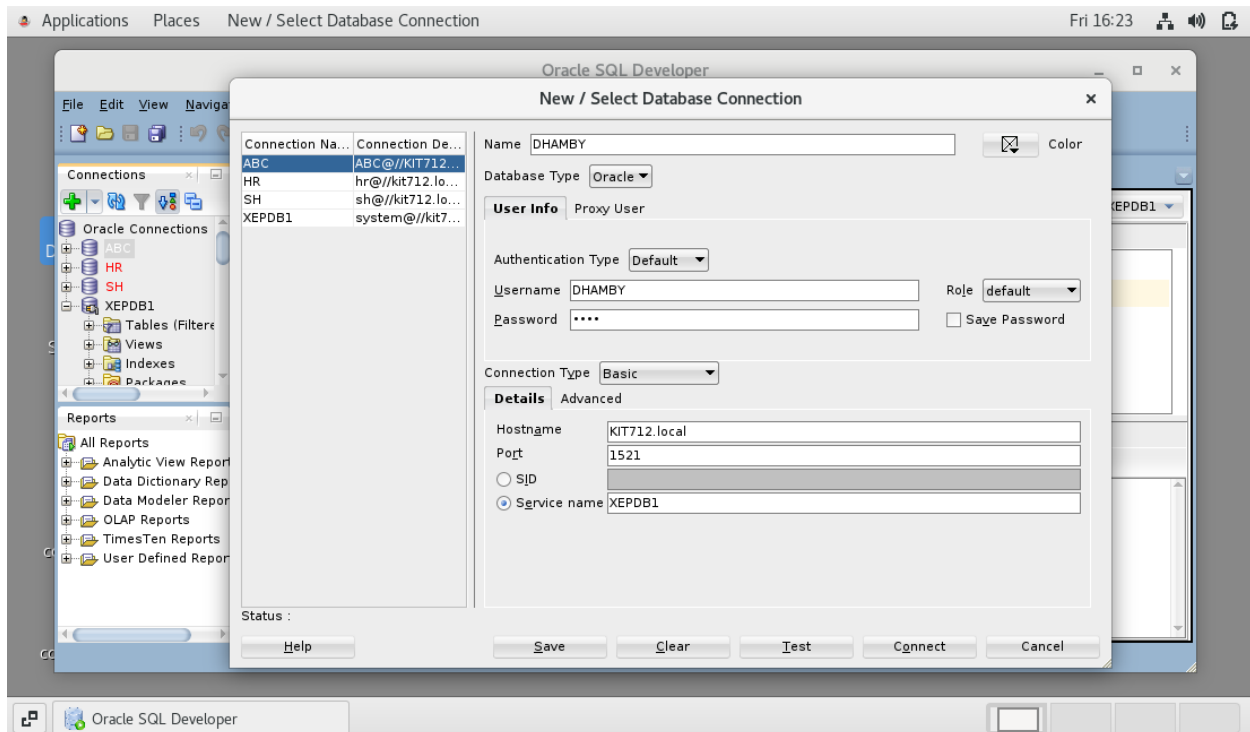 Applications Places New / Select Database Connection Fri 16:23
Oracle SQL Developer
File Edit View
New / Select Database Connection
Connections
Oracle Connections
ABC
HR
SH
XEPDB1
Tables
Views
Indexes
Packages
Reports
All Reports
Analytic View
Data Dictionary
Data Modeler
OLAP Reports
TimesTen Reports
User Defined
Connection Na... Connection De...
ABC ABC@//KIT712...
HR hr@//kit712.lo...
SH sh@//kit712.lo...
XEPDB1 system@//kit7...
Status :
Name DHAMBY Color
Database Type Oracle
User Info Proxy User
Authentication Type Default
Username DHAMBY Role default
Password •••• Save Password
Connection Type Basic
Details Advanced
Hostname KIT712.local
Port 1521
SID
Service name XEPDB1
Help Save Clear Test Connect Cancel
XEPDB1
Oracle SQL Developer